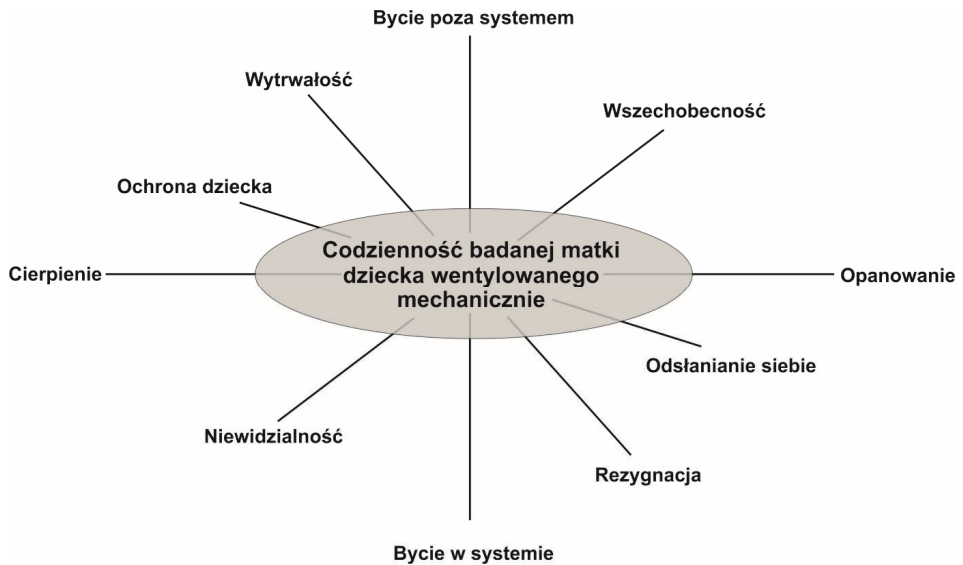 Bycie poza systemem
Wytrwałość
Wszechobecność
Ochrona dziecka
Codzienność badanej matki
dziecka wentylowanego
mechanicznie
Cierpienie
Opanowanie
Odsłanianie siebie
Niewidzialność
Rezygnacja
Bycie w systemie